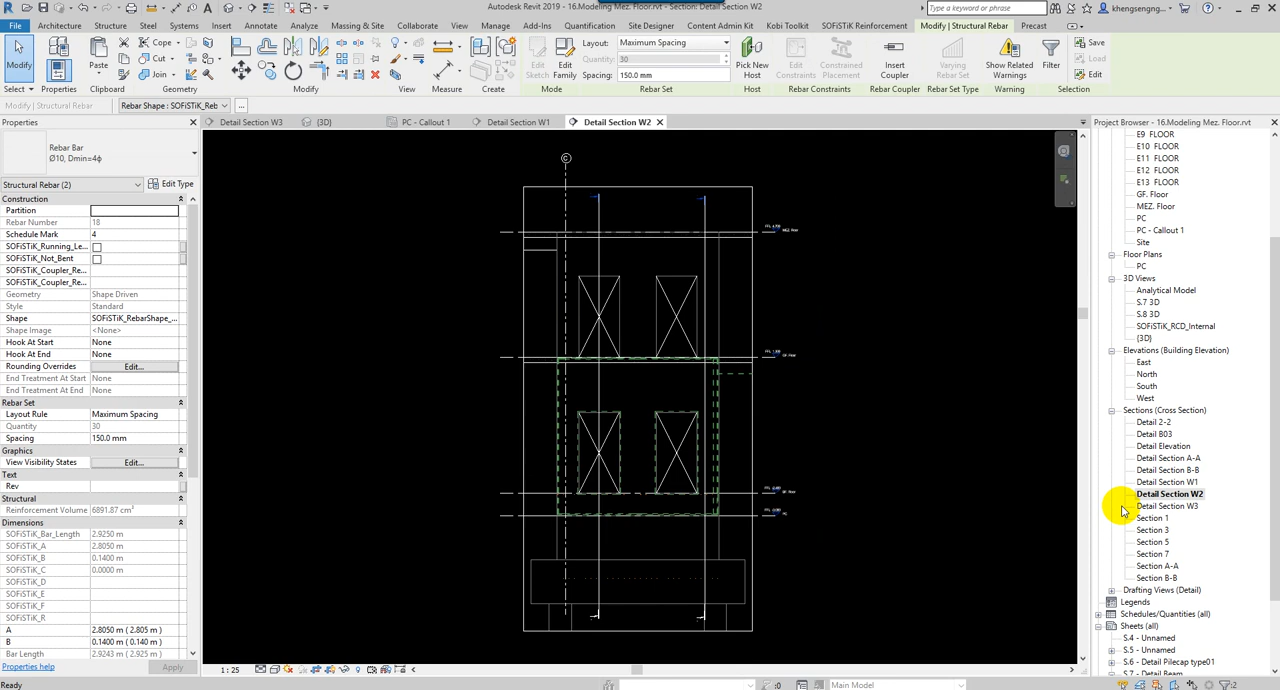 Autodesk Revit 2019 - 16.Modeling Mez. Floor.rvt - Section: Detail Section W2
Type a keyword or phrase
khengsengng...
File Architecture Structure Steel Systems Insert Annotate Analyze Massing & Site Collaborate View Manage Add-Ins Quantification Site Designer Content Admin Kit Kobi Toolkit SOFiSTiK Reinforcement Modify | Structural Rebar Precast
Modify
Paste
Cope
Cut
Join
Edit Sketch
Edit Family
Layout: Maximum Spacing
Quantity: 30
Spacing: 150.0 mm
Pick New Host
Edit Constraints
Constrained Placement
Insert Coupler
Varying Rebar Set
Show Related Warnings
Filter
Save
Load
Edit
Select Properties Clipboard Geometry Modify View Measure Create Mode Rebar Set Host Rebar Constraints Rebar Coupler Rebar Set Type Warning Selection
Modify | Structural Rebar
Rebar Shape : SOFiSTiK_Reb
...
Properties
Detail Section W3
{3D}
PC - Callout 1
Detail Section W1
Detail Section W2
Project Browser - 16.Modeling Mez. Floor.rvt
Rebar Bar
Ø10, Dmin=4ϕ
Structural Rebar (2)
Edit Type
Construction
Partition
Rebar Number 18
Schedule Mark 4
SOFiSTiK_Running_Le...
SOFiSTiK_Not_Bent
SOFiSTiK_Coupler_Re...
SOFiSTiK_Coupler_Re...
Geometry Shape Driven
Style Standard
Shape SOFiSTiK_RebarShape_...
Shape Image <None>
Hook At Start None
Hook At End None
Rounding Overrides Edit...
End Treatment At Start None
End Treatment At End None
Rebar Set
Layout Rule Maximum Spacing
Quantity 30
Spacing 150.0 mm
Graphics
View Visibility States Edit...
Text
Rev
Structural
Reinforcement Volume 6891.87 cm³
Dimensions
SOFiSTiK_Bar_Length 2.9250 m
SOFiSTiK_A 2.8050 m
SOFiSTiK_B 0.1400 m
SOFiSTiK_C 0.0000 m
SOFiSTiK_D
SOFiSTiK_E
SOFiSTiK_F
SOFiSTiK_R
A 2.8050 m ( 2.805 m )
B 0.1400 m ( 0.140 m )
Bar Length 2.9243 m ( 2.925 m )
Properties help
Apply
C
E9 FLOOR
E10 FLOOR
E11 FLOOR
E12 FLOOR
E13 FLOOR
GF. Floor
MEZ. Floor
PC
PC - Callout 1
Site
Floor Plans
PC
3D Views
Analytical Model
S.7 3D
S.8 3D
SOFiSTiK_RCD_Internal
{3D}
Elevations (Building Elevation)
East
North
South
West
Sections (Cross Section)
Detail 2-2
Detail B03
Detail Elevation
Detail Section A-A
Detail Section B-B
Detail Section W1
Detail Section W2
Detail Section W3
Section 1
Section 3
Section 5
Section 7
Section A-A
Section B-B
Drafting Views (Detail)
Legends
Schedules/Quantities (all)
Sheets (all)
S.4 - Unnamed
S.5 - Unnamed
S.6 - Detail Pilecap type01
S.7 - Detail Beam
1 : 25
Ready
:0
Main Model
:2